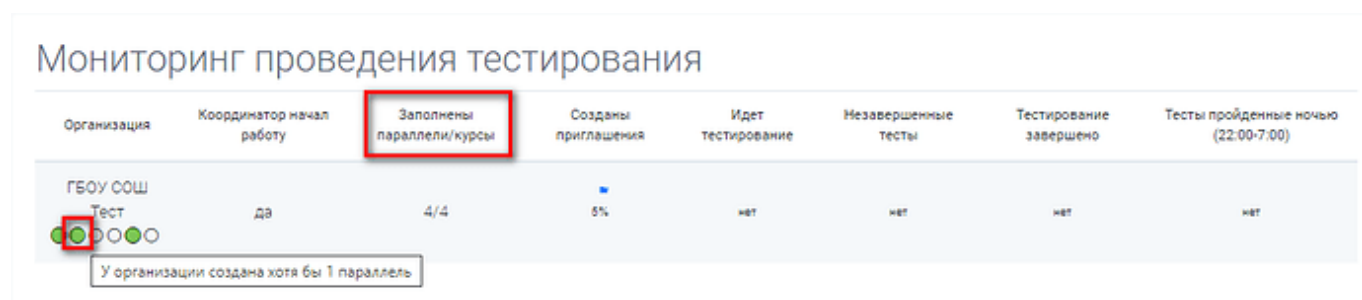 Мониторинг проведения тестирования
Организация
Координатор начал
работу
Заполнены
параллели/курсы
Созданы
приглашения
Идет
тестирование
Незавершенные
тесты
Тестирование
завершено
Тесты пройденные ночью
(22:00-7:00)
ГБОУ СОШ
Тест
да
4/4
6%
нет
нет
нет
нет
У организации создана хотя бы 1 параллель